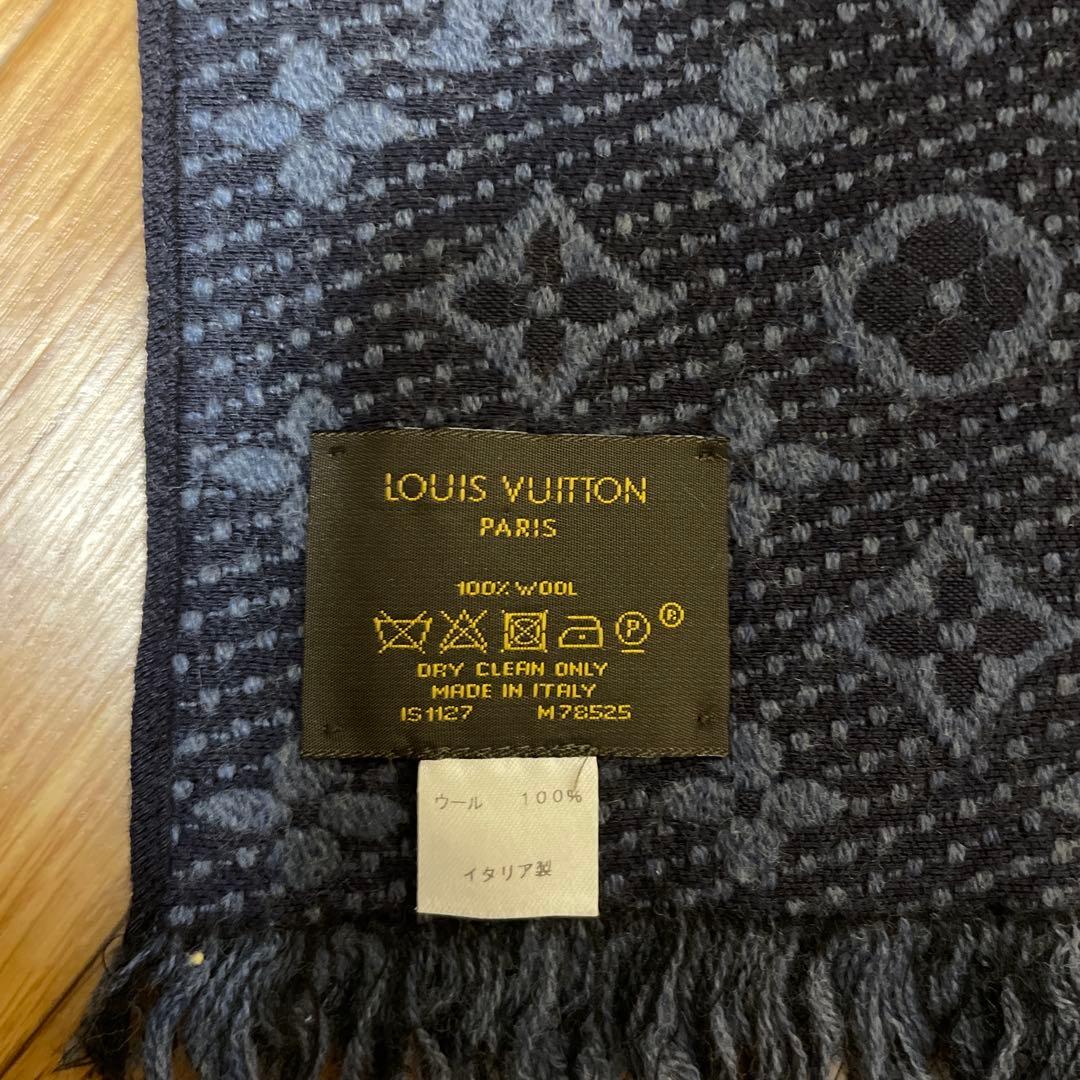 LOUIS VUITTON
PARIS
100% WOOL
P ®
DRY CLEAN ONLY
MADE IN ITALY
IS1127 M78525
ウール 100%
イタリア製